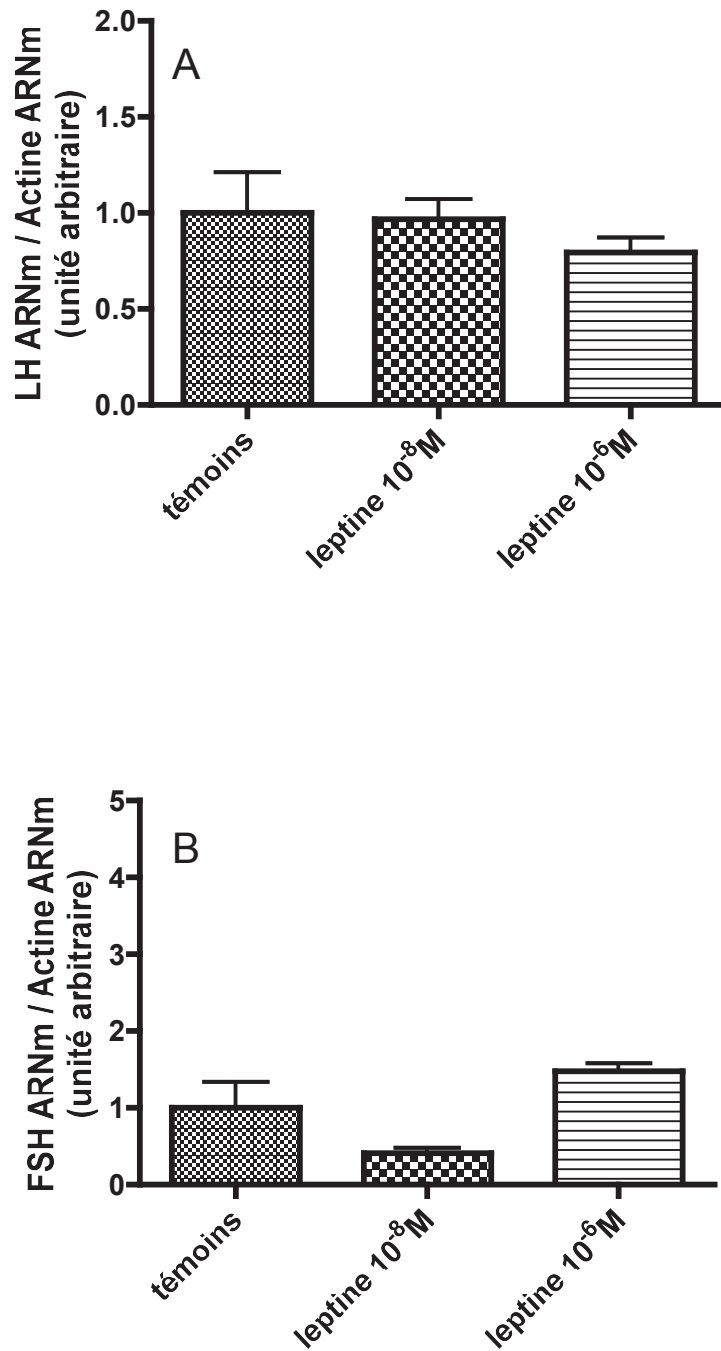 A
LH ARNm / Actine ARNm
(unité arbitraire)
2.0
1.5
1.0
0.5
0.0
témoins
leptine 10⁻⁸M
leptine 10⁻⁶M
B
FSH ARNm / Actine ARNm
(unité arbitraire)
5
4
3
2
1
0
témoins
leptine 10⁻⁸M
leptine 10⁻⁶M